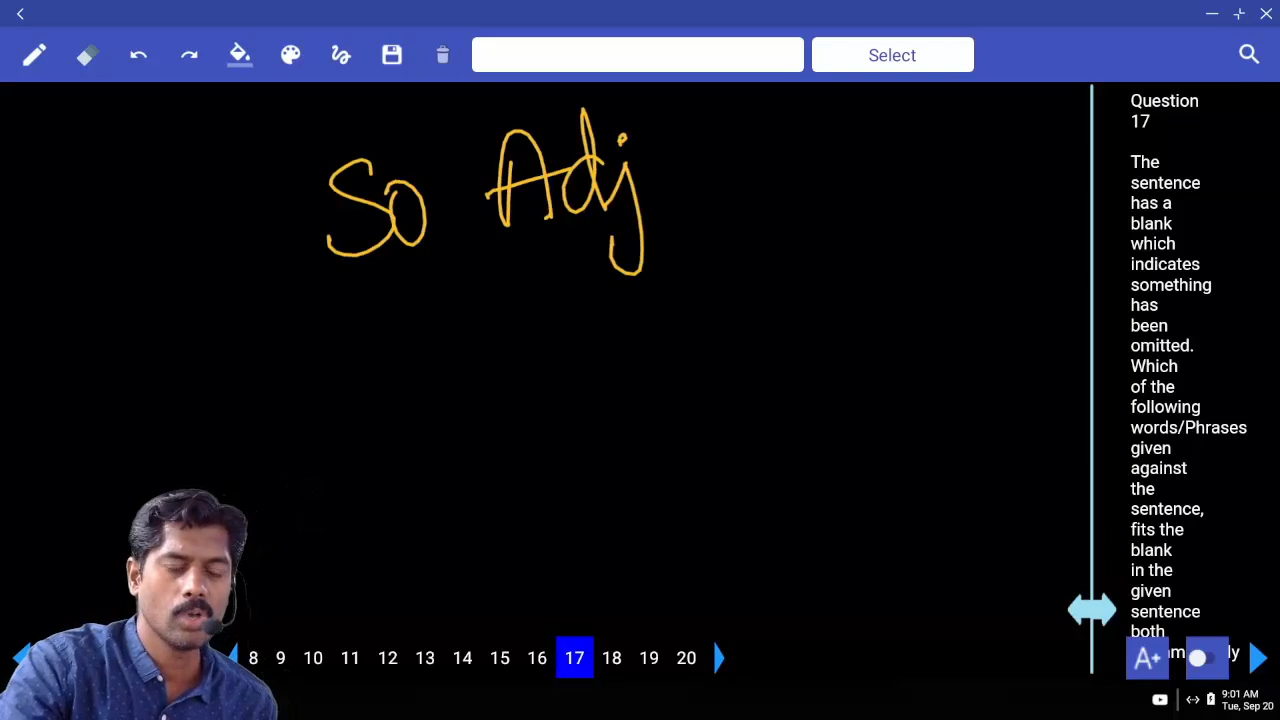 Select
So Adj
Question
17
The
sentence
has a
blank
which
indicates
something
has
been
omitted.
Which
of the
following
words/Phrases
given
against
the
sentence,
fits the
blank
in the
given
sentence
both
A+
8 9 10 11 12 13 14 15 16 17 18 19 20
9:01 AM
Tue, Sep 20